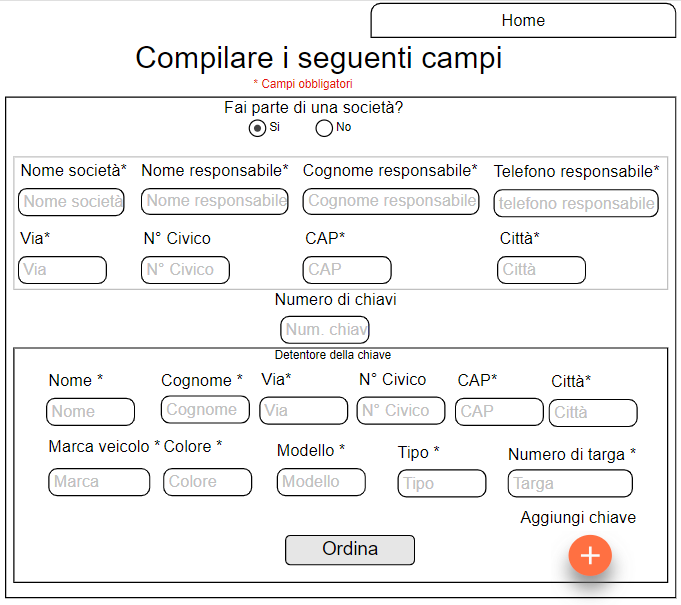 Home
Compilare i seguenti campi
* Campi obbligatori
Fai parte di una società?
Si No
Nome società* Nome responsabile* Cognome responsabile* Telefono responsabile*
Nome società Nome responsabile Cognome responsabile telefono responsabile
Via* N° Civico CAP* Città*
Via N° Civico CAP Città
Numero di chiavi
Num. chiav
Detentore della chiave
Nome * Cognome * Via* N° Civico CAP* Città*
Nome Cognome Via N° Civico CAP Città
Marca veicolo * Colore * Modello * Tipo * Numero di targa *
Marca Colore Modello Tipo Targa
Aggiungi chiave
Ordina +